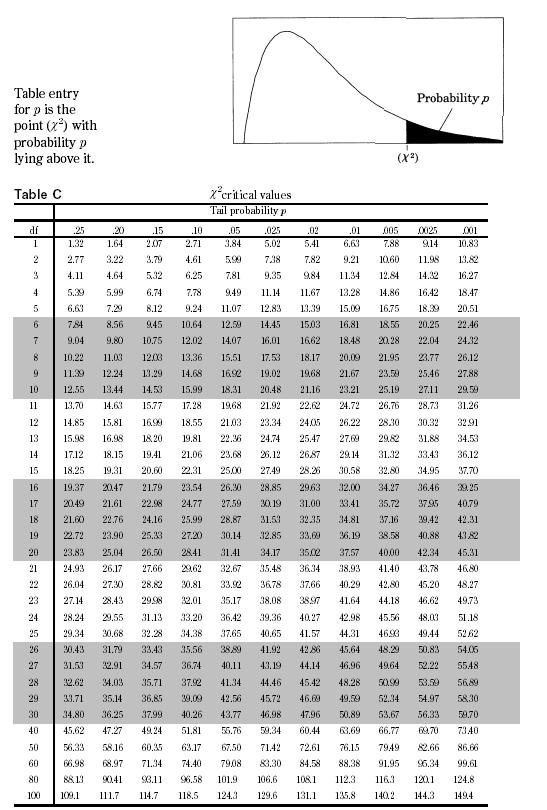 Table entry
for p is the
point (χ²) with
probability p
lying above it.
Probability p
(χ²)
Table C χ² critical values
Tail probability p
df .25 .20 .15 .10 .05 .025 .02 .01 .005 .0025 .001
1 1.32 1.64 2.07 2.71 3.84 5.02 5.41 6.63 7.88 9.14 10.83
2 2.77 3.22 3.79 4.61 5.99 7.38 7.82 9.21 10.60 11.98 13.82
3 4.11 4.64 5.32 6.25 7.81 9.35 9.84 11.34 12.84 14.32 16.27
4 5.39 5.99 6.74 7.78 9.49 11.14 11.67 13.28 14.86 16.42 18.47
5 6.63 7.29 8.12 9.24 11.07 12.83 13.39 15.09 16.75 18.39 20.51
6 7.84 8.56 9.45 10.64 12.59 14.45 15.03 16.81 18.55 20.25 22.46
7 9.04 9.80 10.75 12.02 14.07 16.01 16.62 18.48 20.28 22.04 24.32
8 10.22 11.03 12.03 13.36 15.51 17.53 18.17 20.09 21.95 23.77 26.12
9 11.39 12.24 13.29 14.68 16.92 19.02 19.68 21.67 23.59 25.46 27.88
10 12.55 13.44 14.53 15.99 18.31 20.48 21.16 23.21 25.19 27.11 29.59
11 13.70 14.63 15.77 17.28 19.68 21.92 22.62 24.72 26.76 28.73 31.26
12 14.85 15.81 16.99 18.55 21.03 23.34 24.05 26.22 28.30 30.32 32.91
13 15.98 16.98 18.20 19.81 22.36 24.74 25.47 27.69 29.82 31.88 34.53
14 17.12 18.15 19.41 21.06 23.68 26.12 26.87 29.14 31.32 33.43 36.12
15 18.25 19.31 20.60 22.31 25.00 27.49 28.26 30.58 32.80 34.95 37.70
16 19.37 20.47 21.79 23.54 26.30 28.85 29.63 32.00 34.27 36.46 39.25
17 20.49 21.61 22.98 24.77 27.59 30.19 31.00 33.41 35.72 37.95 40.79
18 21.60 22.76 24.16 25.99 28.87 31.53 32.35 34.81 37.16 39.42 42.31
19 22.72 23.90 25.33 27.20 30.14 32.85 33.69 36.19 38.58 40.88 43.82
20 23.83 25.04 26.50 28.41 31.41 34.17 35.02 37.57 40.00 42.34 45.31
21 24.93 26.17 27.66 29.62 32.67 35.48 36.34 38.93 41.40 43.78 46.80
22 26.04 27.30 28.82 30.81 33.92 36.78 37.66 40.29 42.80 45.20 48.27
23 27.14 28.43 29.98 32.01 35.17 38.08 38.97 41.64 44.18 46.62 49.73
24 28.24 29.55 31.13 33.20 36.42 39.36 40.27 42.98 45.56 48.03 51.18
25 29.34 30.68 32.28 34.38 37.65 40.65 41.57 44.31 46.93 49.44 52.62
26 30.43 31.79 33.43 35.56 38.89 41.92 42.86 45.64 48.29 50.83 54.05
27 31.53 32.91 34.57 36.74 40.11 43.19 44.14 46.96 49.64 52.22 55.48
28 32.62 34.03 35.71 37.92 41.34 44.46 45.42 48.28 50.99 53.59 56.89
29 33.71 35.14 36.85 39.09 42.56 45.72 46.69 49.59 52.34 54.97 58.30
30 34.80 36.25 37.99 40.26 43.77 46.98 47.96 50.89 53.67 56.33 59.70
40 45.62 47.27 49.24 51.81 55.76 59.34 60.44 63.69 66.77 69.70 73.40
50 56.33 58.16 60.35 63.17 67.50 71.42 72.61 76.15 79.49 82.66 86.66
60 66.98 68.97 71.34 74.40 79.08 83.30 84.58 88.38 91.95 95.34 99.61
80 88.13 90.41 93.11 96.58 101.9 106.6 108.1 112.3 116.3 120.1 124.8
100 109.1 111.7 114.7 118.5 124.3 129.6 131.1 135.8 140.2 144.3 149.4